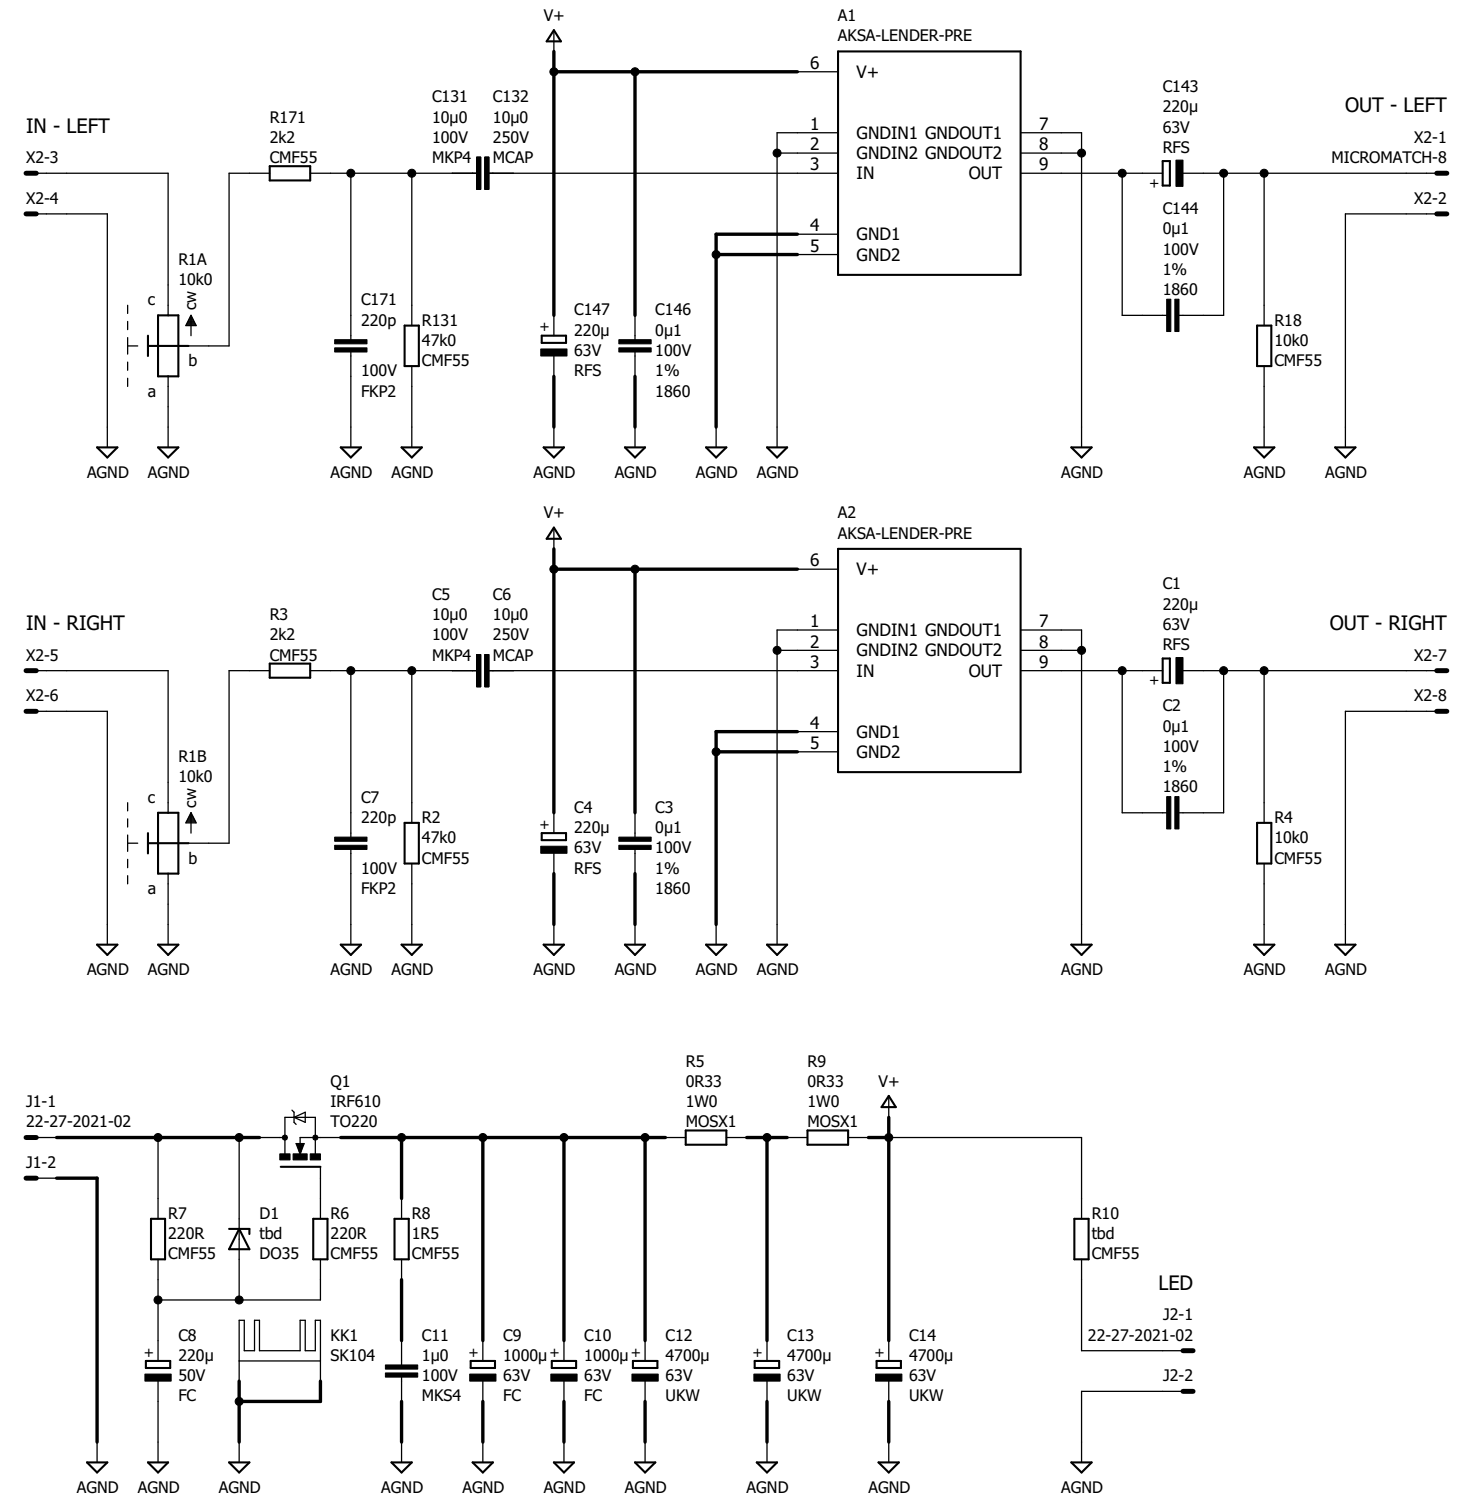 V+
A1
AKSA-LENDER-PRE
6
V+
1
GNDIN1 GNDOUT1
7
2
GNDIN2 GNDOUT2
8
3
IN
OUT
9
4
GND1
5
GND2
IN - LEFT
X2-3
X2-4
R171
2k2
CMF55
C131
10µ0
100V
MKP4
C132
10µ0
250V
MCAP
C143
220µ
63V
RFS
+
C144
0µ1
100V
1%
1860
OUT - LEFT
X2-1
MICROMATCH-8
X2-2
R1A
10k0
c
cw
b
a
C171
220p
100V
FKP2
R131
47k0
CMF55
+
C147
220µ
63V
RFS
C146
0µ1
100V
1%
1860
R18
10k0
CMF55
AGND
AGND
AGND
AGND
AGND
AGND
AGND
AGND
AGND
AGND
AGND
V+
A2
AKSA-LENDER-PRE
6
V+
1
GNDIN1 GNDOUT1
7
2
GNDIN2 GNDOUT2
8
3
IN
OUT
9
4
GND1
5
GND2
IN - RIGHT
X2-5
X2-6
R3
2k2
CMF55
C5
10µ0
100V
MKP4
C6
10µ0
250V
MCAP
C1
220µ
63V
RFS
+
C2
0µ1
100V
1%
1860
OUT - RIGHT
X2-7
X2-8
R1B
10k0
c
cw
b
a
C7
220p
100V
FKP2
R2
47k0
CMF55
+
C4
220µ
63V
RFS
C3
0µ1
100V
1%
1860
R4
10k0
CMF55
AGND
AGND
AGND
AGND
AGND
AGND
AGND
AGND
AGND
AGND
AGND
J1-1
22-27-2021-02
J1-2
Q1
IRF610
TO220
R5
0R33
1W0
MOSX1
R9
0R33
1W0
MOSX1
V+
R7
220R
CMF55
D1
tbd
DO35
R6
220R
CMF55
R8
1R5
CMF55
R10
tbd
CMF55
LED
J2-1
22-27-2021-02
J2-2
+
C8
220µ
50V
FC
KK1
SK104
C11
1µ0
100V
MKS4
+
C9
1000µ
63V
FC
+
C10
1000µ
63V
FC
+
C12
4700µ
63V
UKW
+
C13
4700µ
63V
UKW
+
C14
4700µ
63V
UKW
AGND
AGND
AGND
AGND
AGND
AGND
AGND
AGND
AGND
AGND